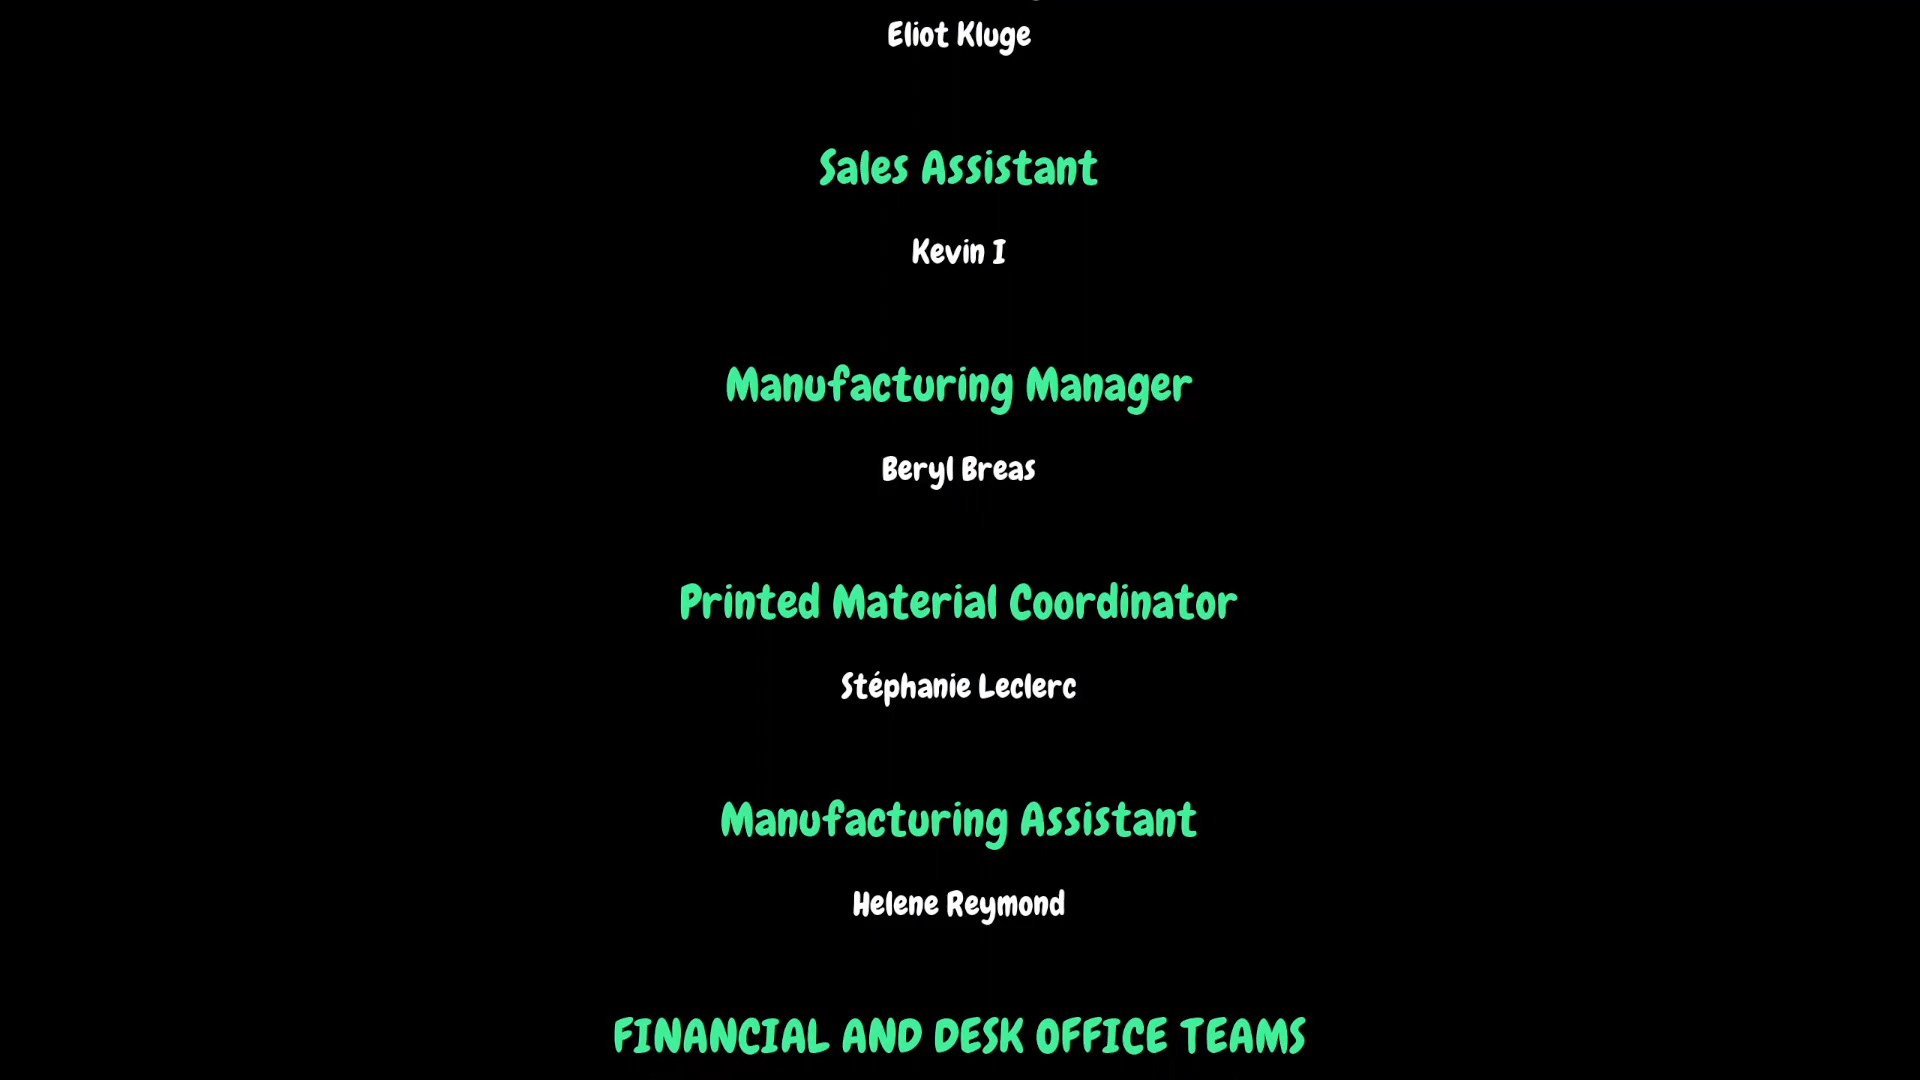 Eliot Kluge
Sales Assistant
Kevin I
Manufacturing Manager
Beryl Breas
Printed Material Coordinator
Stéphanie Leclerc
Manufacturing Assistant
Helene Reymond
FINANCIAL AND DESK OFFICE TEAMS